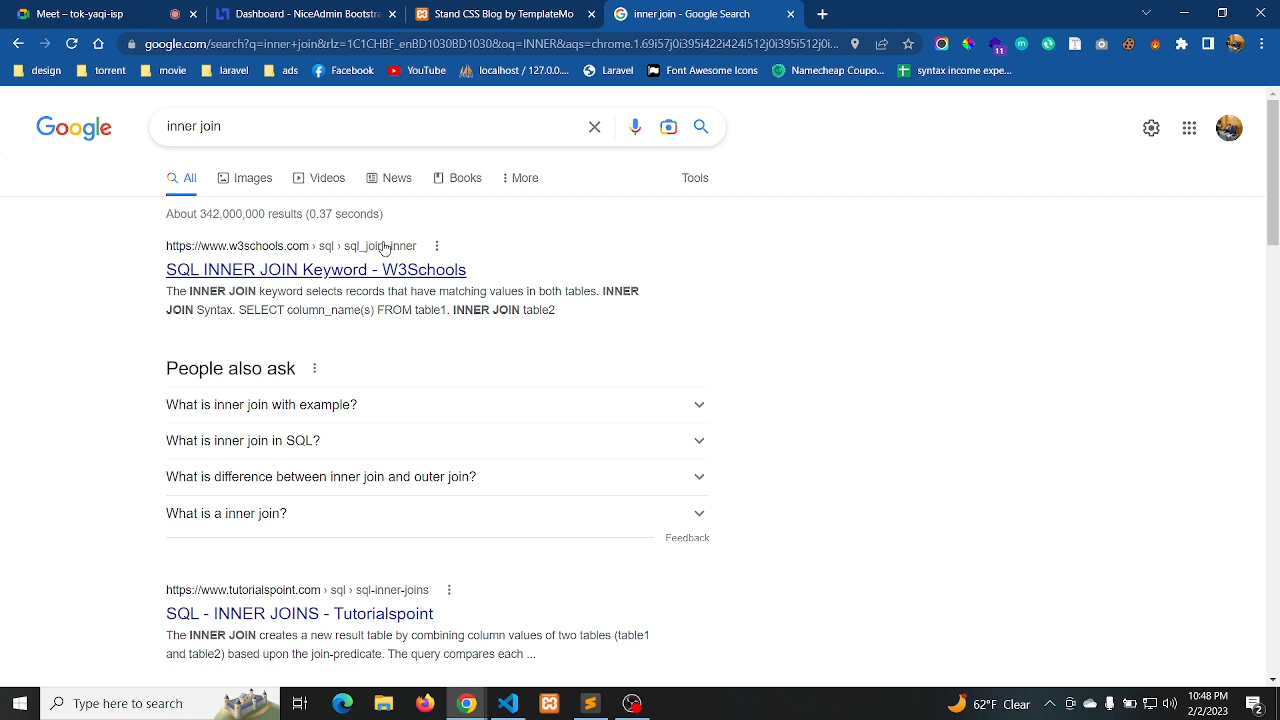 Meet – tok-yaqp-tje
Dashboard - NiceAdmin Bootstra
Stand CSS Blog by TemplateMo
inner join - Google Search
google.com/search?q=inner+join&rlz=1C1CHBF_enBD1030BD1030&oq=INNER&aqs=chrome.1.69i57j0i395i422i424i512j0i395i512j0i...
11
design
torrent
movie
laravel
ads
Facebook
YouTube
localhost / 127.0.0...
Laravel
Font Awesome Icons
Namecheap Coupo...
syntax income expe...
Google
inner join
All
Images
Videos
News
Books
More
Tools
About 342,000,000 results (0.37 seconds)
https://www.w3schools.com › sql › sql_join_inner
SQL INNER JOIN Keyword - W3Schools
The INNER JOIN keyword selects records that have matching values in both tables. INNER
JOIN Syntax. SELECT column_name(s) FROM table1. INNER JOIN table2
People also ask
What is inner join with example?
What is inner join in SQL?
What is difference between inner join and outer join?
What is a inner join?
Feedback
https://www.tutorialspoint.com › sql › sql-inner-joins
SQL - INNER JOINS - Tutorialspoint
The INNER JOIN creates a new result table by combining column values of two tables (table1
and table2) based upon the join-predicate. The query compares each ...
Type here to search
62°F Clear
10:48 PM
2/2/2023
2